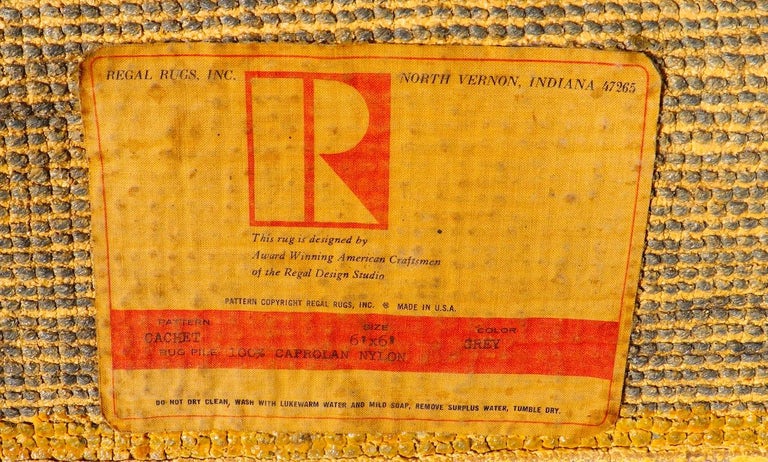 REGAL RUGS, INC. NORTH VERNON, INDIANA 47265
R
This rug is designed by
Award Winning American Craftsmen
of the Regal Design Studio
PATTERN COPYRIGHT REGAL RUGS, INC. ® MADE IN U.S.A.
PATTERN SIZE COLOR
CACHET 6'x6' GREY
RUG PILE 100% CAPROLAN NYLON
DO NOT DRY CLEAN, WASH WITH LUKEWARM WATER AND MILD SOAP, REMOVE SURPLUS WATER, TUMBLE DRY.